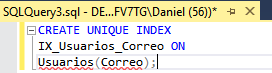 SQLQuery3.sql - DE...FV7TG\Daniel (56))*
CREATE UNIQUE INDEX
IX_Usuarios_Correo ON
Usuarios(Correo);